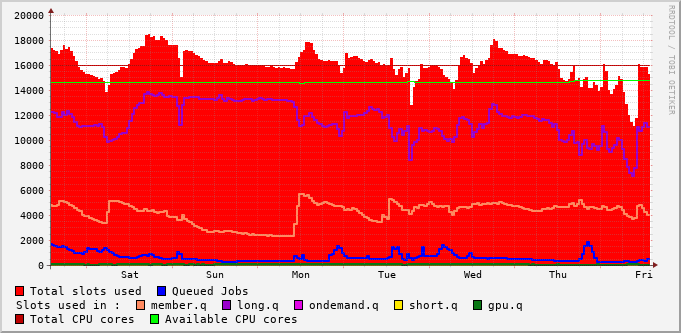 20000
18000
16000
14000
12000
10000
8000
6000
4000
2000
0
Sat Sun Mon Tue Wed Thu Fri
RRDTOOL / TOBI OETIKER
Total slots used Queued Jobs
Slots used in : member.q long.q ondemand.q short.q gpu.q
Total CPU cores Available CPU cores